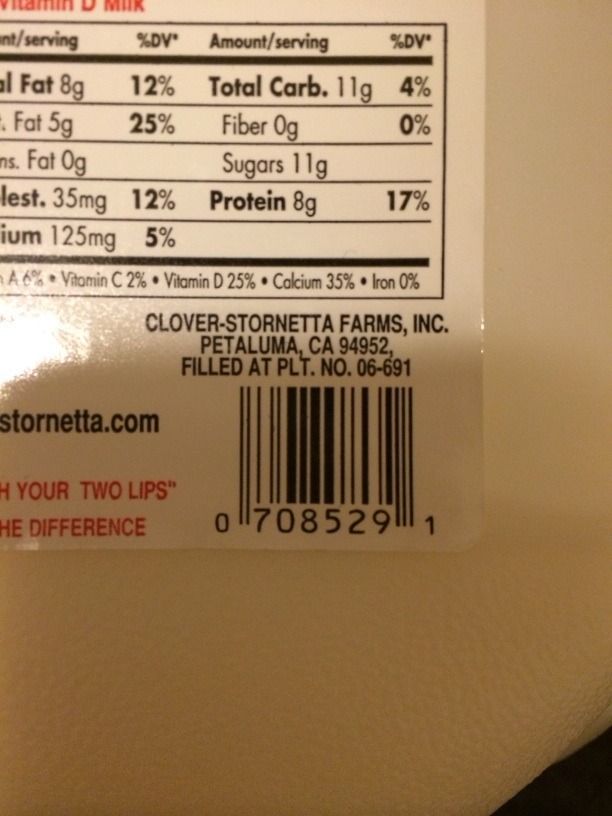 Vitamin D Milk
nt/serving %DV* Amount/serving %DV*
al Fat 8g 12% Total Carb. 11g 4%
. Fat 5g 25% Fiber 0g 0%
ns. Fat 0g Sugars 11g
lest. 35mg 12% Protein 8g 17%
ium 125mg 5%
A 6% • Vitamin C 2% • Vitamin D 25% • Calcium 35% • Iron 0%
CLOVER-STORNETTA FARMS, INC.
PETALUMA, CA 94952,
FILLED AT PLT. NO. 06-691
stornetta.com
H YOUR TWO LIPS"
HE DIFFERENCE
0 708529 1